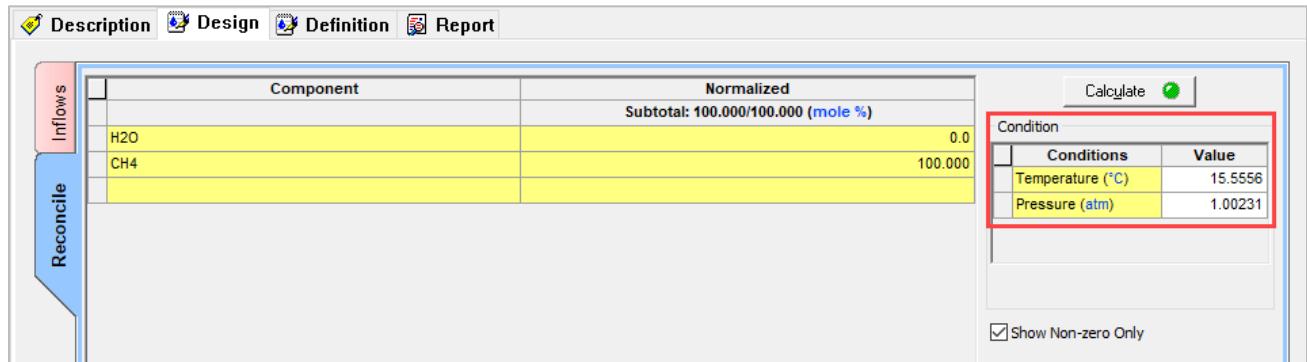 Description Design Definition Report
Inflows
Reconcile
Component Normalized
Subtotal: 100.000/100.000 (mole %)
H2O 0.0
CH4 100.000
Calculate
Condition
Conditions Value
Temperature (°C) 15.5556
Pressure (atm) 1.00231
Show Non-zero Only